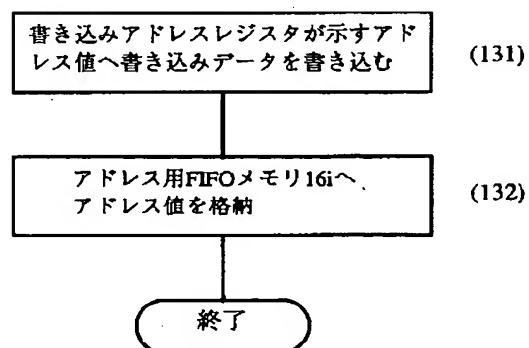 書き込みアドレスレジスタが示すアド
レス値へ書き込みデータを書き込む
(131)
アドレス用FIFOメモリ16iへ
アドレス値を格納
(132)
終了